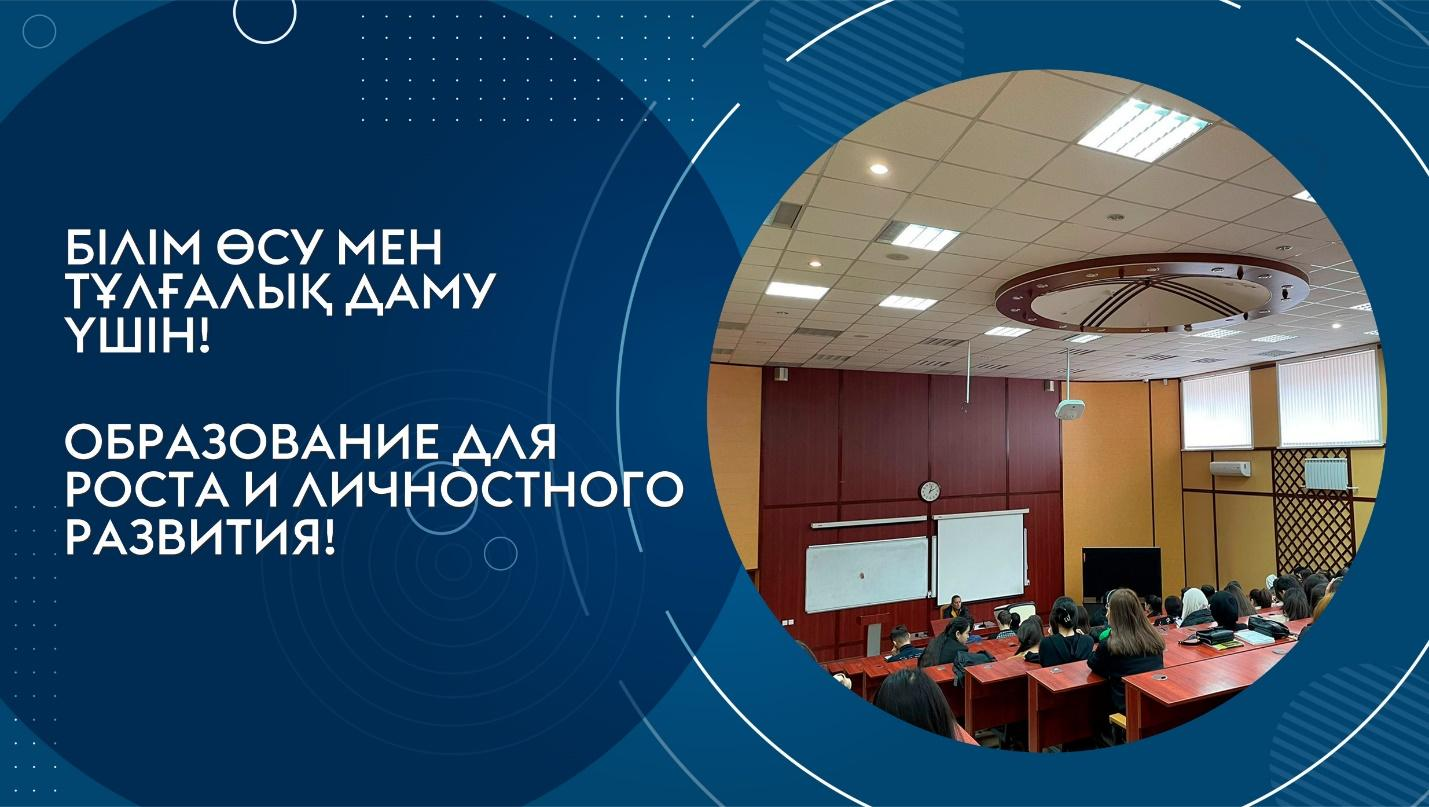 БІЛІМ ӨСУ МЕН
ТҰЛҒАЛЫҚ ДАМУ
ҮШІН!
ОБРАЗОВАНИЕ ДЛЯ
РОСТА И ЛИЧНОСТНОГО
РАЗВИТИЯ!